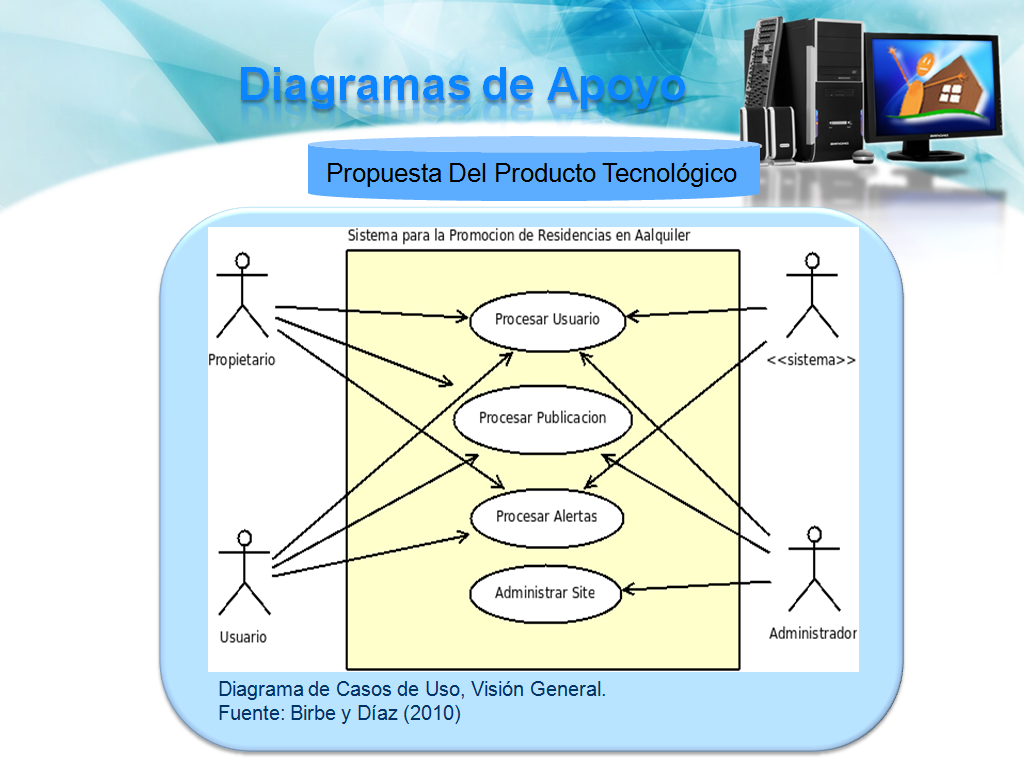 Diagramas de Apoyo
Propuesta Del Producto Tecnológico
Sistema para la Promocion de Residencias en Aalquiler
Procesar Usuario
Propietario
<<sistema>>
Procesar Publicacion
Procesar Alertas
Administrar Site
Usuario
Administrador
Diagrama de Casos de Uso, Visión General.
Fuente: Birbe y Díaz (2010)